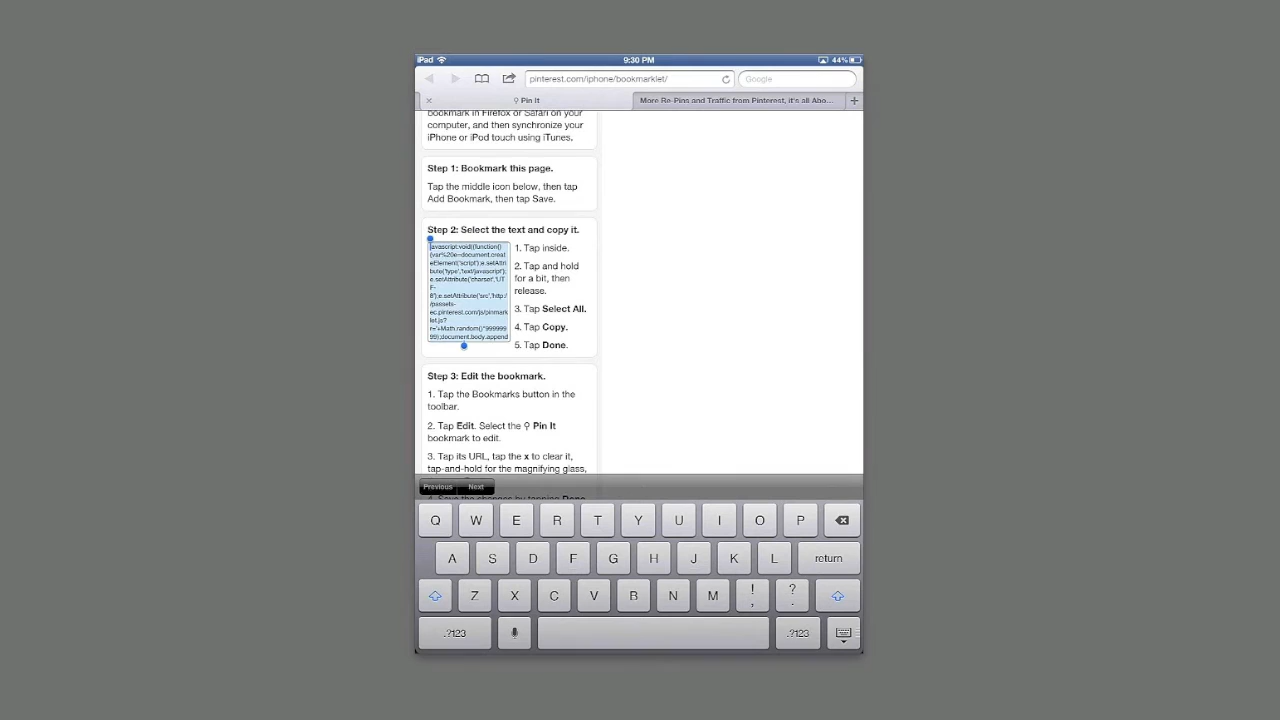 iPad
9:30 PM
44%
pinterest.com/iphone/bookmarklet/
Google
Pin It
More Re-Pins and Traffic from Pinterest, it's all Abo...
bookmark in Firefox or Safari on your
computer, and then synchronize your
iPhone or iPod touch using iTunes.
Step 1: Bookmark this page.
Tap the middle icon below, then tap
Add Bookmark, then tap Save.
Step 2: Select the text and copy it.
javascript:void((function()
{var%20e=document.creat
eElement('script');e.setAttri
bute('type','text/javascript');
e.setAttribute('charset','UT
F-
8');e.setAttribute('src','http:/
/passets-
ec.pinterest.com/js/pinmark
let.js?
r='+Math.random()*999999
99);document.body.append
1. Tap inside.
2. Tap and hold
for a bit, then
release.
3. Tap Select All.
4. Tap Copy.
5. Tap Done.
Step 3: Edit the bookmark.
1. Tap the Bookmarks button in the
toolbar.
2. Tap Edit. Select the Pin It
bookmark to edit.
3. Tap its URL, tap the x to clear it,
tap-and-hold for the magnifying glass,
4. Save the changes by tapping Done
Previous Next
Q W E R T Y U I O P
A S D F G H J K L return
Z X C V B N M ! , ? .
.?123 .?123